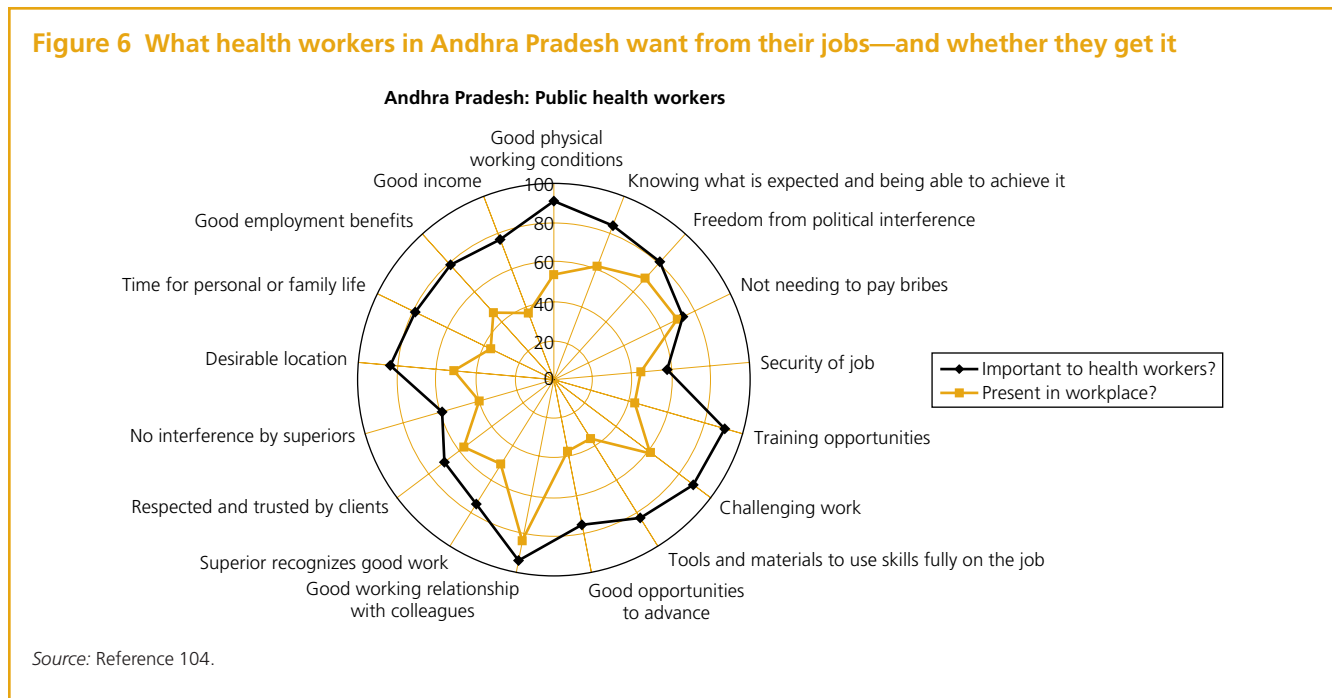 Figure 6 What health workers in Andhra Pradesh want from their jobs—and whether they get it
Andhra Pradesh: Public health workers
Good physical
working conditions
Good income
Knowing what is expected and being able to achieve it
Good employment benefits
Freedom from political interference
Time for personal or family life
Not needing to pay bribes
Desirable location
Security of job
No interference by superiors
Training opportunities
Respected and trusted by clients
Challenging work
Superior recognizes good work
Tools and materials to use skills fully on the job
Good working relationship
with colleagues
Good opportunities
to advance
100
80
60
40
20
0
Important to health workers?
Present in workplace?
Source: Reference 104.